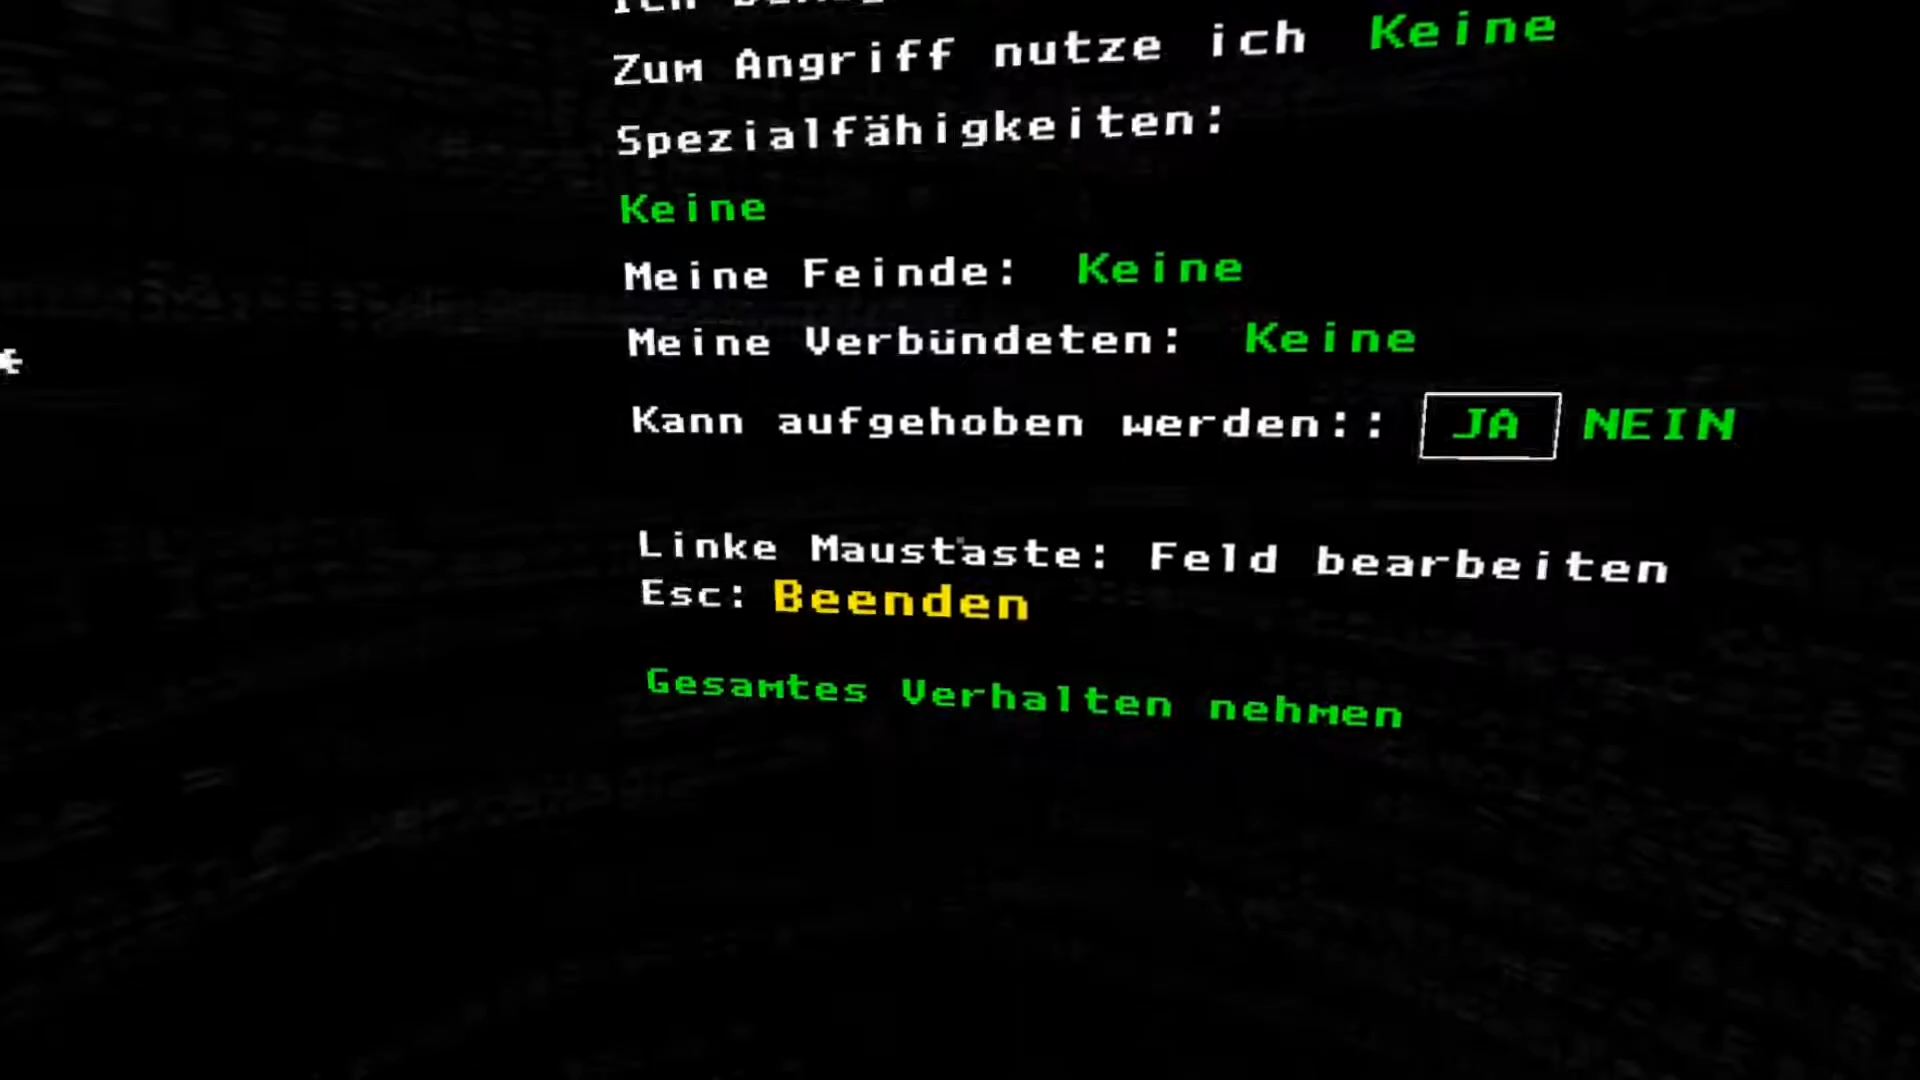 Zum Angriff nutze ich Keine
Spezialfähigkeiten:
Keine
Meine Feinde: Keine
Meine Verbündeten: Keine
Kann aufgehoben werden:: JA NEIN
Linke Maustaste: Feld bearbeiten
Esc: Beenden
Gesamtes Verhalten nehmen